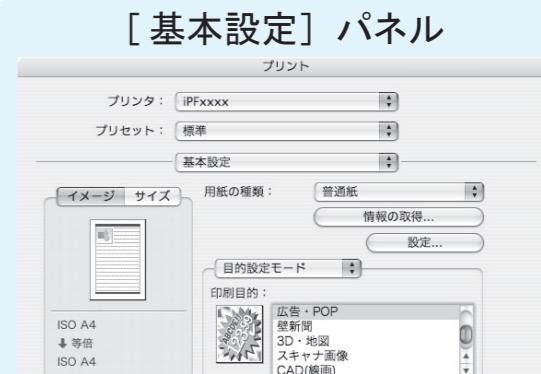 ［基本設定］パネル
プリント
プリンタ： iPFxxxx
プリセット： 標準
基本設定
イメージ サイズ
用紙の種類： 普通紙
情報の取得...
設定...
目的設定モード
印刷目的：
広告・POP
壁新聞
3D・地図
スキャナ画像
CAD(線画)
ABCDEFG
12345
ISO A4
⬇ 等倍
ISO A4